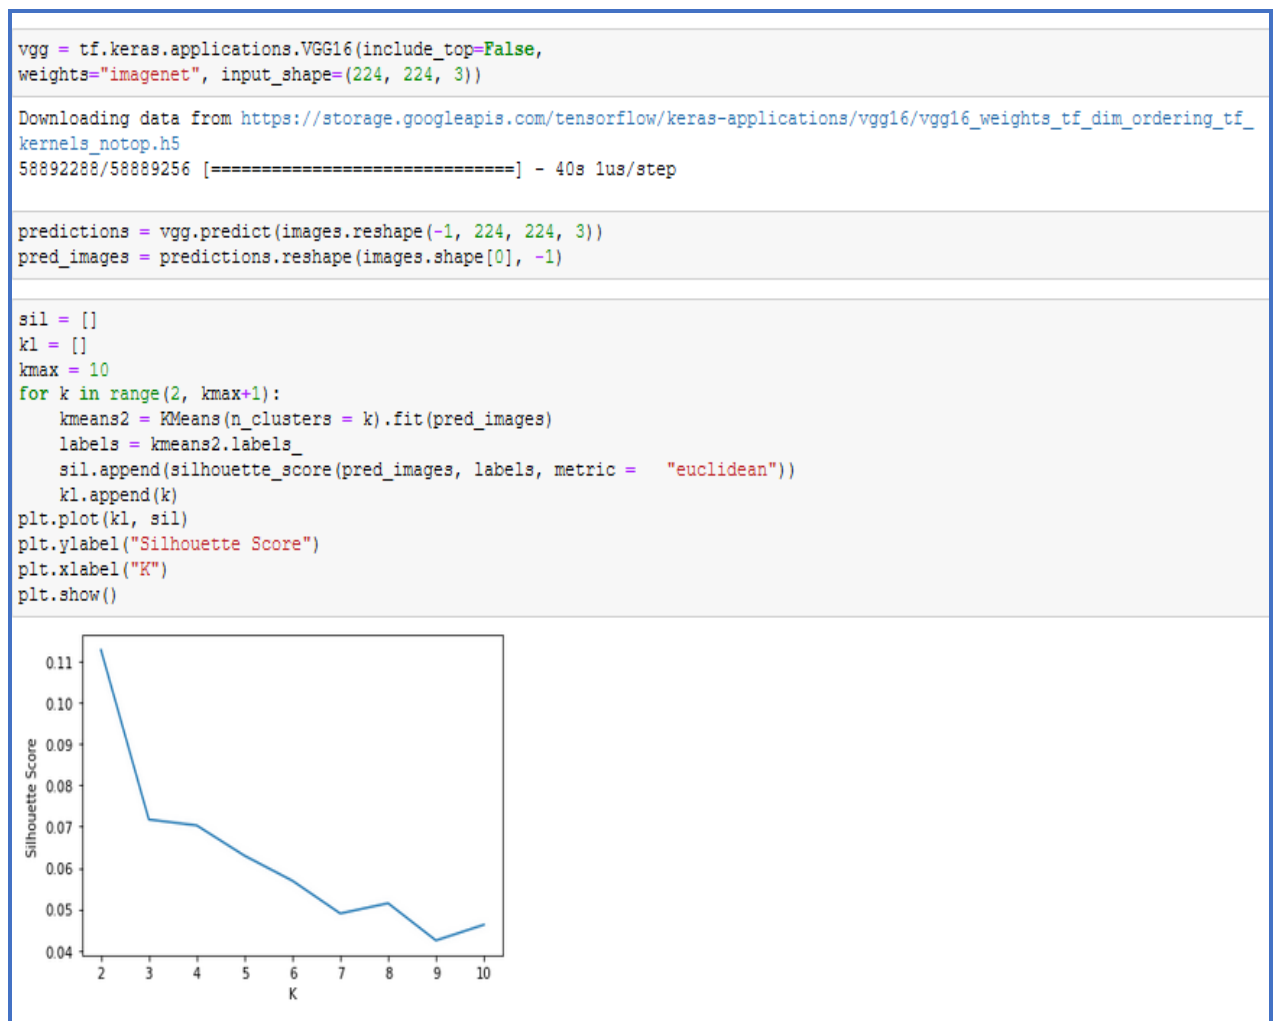 vgg = tf.keras.applications.VGG16(include_top=False,
weights="imagenet", input_shape=(224, 224, 3))
Downloading data from https://storage.googleapis.com/tensorflow/keras-applications/vgg16/vgg16_weights_tf_dim_ordering_tf_
kernels_notop.h5
58892288/58889256 [==============================] - 40s 1us/step
predictions = vgg.predict(images.reshape(-1, 224, 224, 3))
pred_images = predictions.reshape(images.shape[0], -1)
sil = []
kl = []
kmax = 10
for k in range(2, kmax+1):
    kmeans2 = KMeans(n_clusters = k).fit(pred_images)
    labels = kmeans2.labels_
    sil.append(silhouette_score(pred_images, labels, metric =   "euclidean"))
    kl.append(k)
plt.plot(kl, sil)
plt.ylabel("Silhouette Score")
plt.xlabel("K")
plt.show()
Silhouette Score
0.11
0.10
0.09
0.08
0.07
0.06
0.05
0.04
2 3 4 5 6 7 8 9 10
K